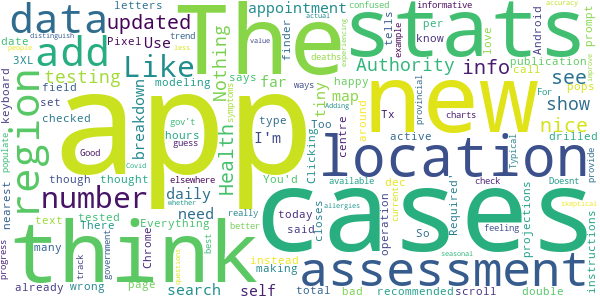 letters
appointment
The
stats
data
updated
finder
per
confused
prompt
date
Pixel
Use
tells
example
know
love
Android
publication
add
Nothing
says
far
Authority
info
see
call
3XL
trend
deaths
happy
actual
value
distinguish
people
less
experiencing
informative
accuracy
improve
Adding
testing
Like
modeling
tiny
map
pops
show
keyboard
field
set
checked
hours
gov't
guess
ways
around
charts
For
region
breakdown
type
I'm
app
new
nice
drilled
Good
symptoms
Health
Too
centre
Tx
provincial
active
Typical
Doesnt
provide
populate
Covid
elsewhere
whether
Clicking
location
number
nearest
though
thought
You'd
available
check
instructions
text
tested
Everything
allergies
cases
daily
need
really
better
today
said
closes
dec
current
operation
Required'
feeling
skeptical
think
There
many
Chrome
page
best
instead
making
So
projections
assessment
progress
already
wrong
track
government
search
self
questions
total
bad
recommended
scroll
seasonal
double